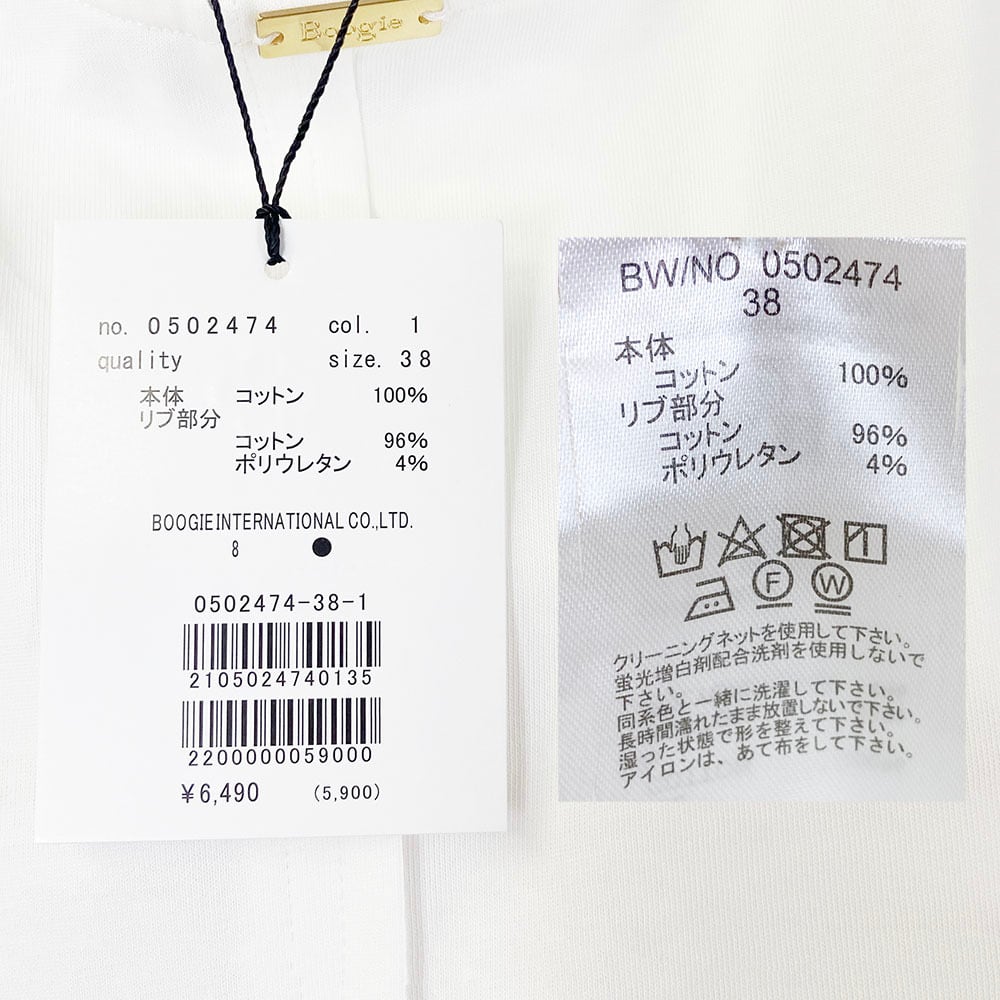 Boogie
no. 0502474 col. 1
quality size. 38
本体 コットン 100%
リブ部分
コットン 96%
ポリウレタン 4%
BOOGIE INTERNATIONAL CO.,LTD.
8 ●
0502474-38-1
2105024740135
2200000059000
¥6,490 (5,900)
BW/NO 0502474
38
本体
コットン 100%
リブ部分
コットン 96%
ポリウレタン 4%
F W
クリーニングネットを使用して下さい。
蛍光増白剤配合洗剤を使用しないで
下さい。
同系色と一緒に洗濯して下さい。
長時間濡れたまま放置しないで下さい。
湿った状態で形を整えて下さい。
アイロンは、あて布をして下さい。